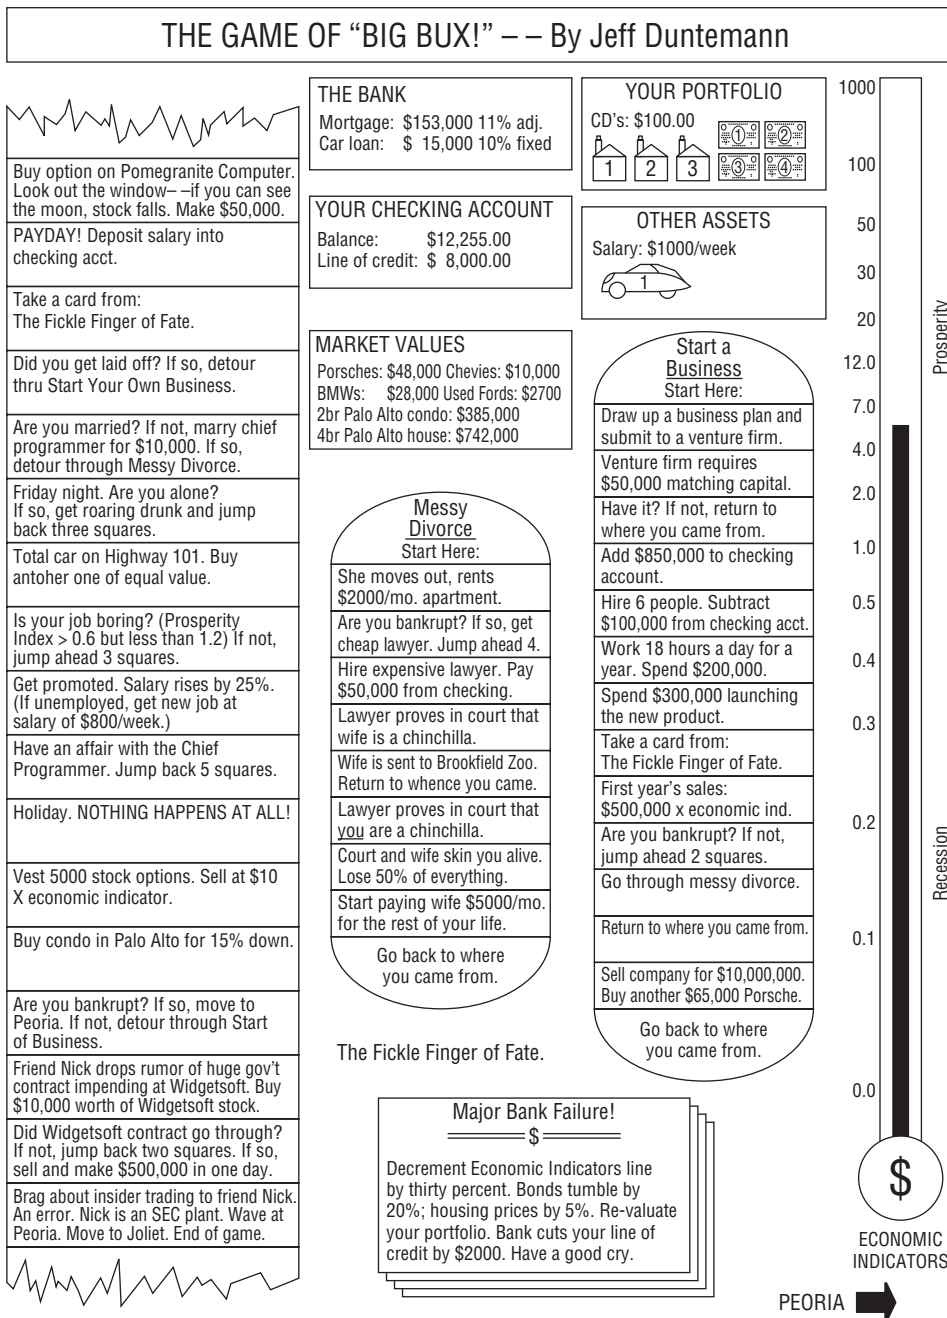 THE GAME OF “BIG BUX!” – – By Jeff Duntemann
Buy option on Pomegranite Computer.
Look out the window– –if you can see
the moon, stock falls. Make $50,000.
PAYDAY! Deposit salary into
checking acct.
Take a card from:
The Fickle Finger of Fate.
Did you get laid off? If so, detour
thru Start Your Own Business.
Are you married? If not, marry chief
programmer for $10,000. If so,
detour through Messy Divorce.
Friday night. Are you alone?
If so, get roaring drunk and jump
back three squares.
Total car on Highway 101. Buy
antoher one of equal value.
Is your job boring? (Prosperity
Index > 0.6 but less than 1.2) If not,
jump ahead 3 squares.
Get promoted. Salary rises by 25%.
(If unemployed, get new job at
salary of $800/week.)
Have an affair with the Chief
Programmer. Jump back 5 squares.
Holiday. NOTHING HAPPENS AT ALL!
Vest 5000 stock options. Sell at $10
X economic indicator.
Buy condo in Palo Alto for 15% down.
Are you bankrupt? If so, move to
Peoria. If not, detour through Start
of Business.
Friend Nick drops rumor of huge gov’t
contract impending at Widgetsoft. Buy
$10,000 worth of Widgetsoft stock.
Did Widgetsoft contract go through?
If not, jump back two squares. If so,
sell and make $500,000 in one day.
Brag about insider trading to friend Nick.
An error. Nick is an SEC plant. Wave at
Peoria. Move to Joliet. End of game.
THE BANK
Mortgage: $153,000 11% adj.
Car loan: $ 15,000 10% fixed
YOUR CHECKING ACCOUNT
Balance: $12,255.00
Line of credit: $ 8,000.00
MARKET VALUES
Porsches: $48,000 Chevies: $10,000
BMWs: $28,000 Used Fords: $2700
2br Palo Alto condo: $385,000
4br Palo Alto house: $742,000
Messy
Divorce
Start Here:
She moves out, rents
$2000/mo. apartment.
Are you bankrupt? If so, get
cheap lawyer. Jump ahead 4.
Hire expensive lawyer. Pay
$50,000 from checking.
Lawyer proves in court that
wife is a chinchilla.
Wife is sent to Brookfield Zoo.
Return to whence you came.
Lawyer proves in court that
you are a chinchilla.
Court and wife skin you alive.
Lose 50% of everything.
Start paying wife $5000/mo.
for the rest of your life.
Go back to where
you came from.
The Fickle Finger of Fate.
Major Bank Failure!
$
Decrement Economic Indicators line
by thirty percent. Bonds tumble by
20%; housing prices by 5%. Re-valuate
your portfolio. Bank cuts your line of
credit by $2000. Have a good cry.
YOUR PORTFOLIO
CD's: $100.00
1 2 3
1 2
3 4
OTHER ASSETS
Salary: $1000/week
1
Start a
Business
Start Here:
Draw up a business plan and
submit to a venture firm.
Venture firm requires
$50,000 matching capital.
Have it? If not, return to
where you came from.
Add $850,000 to checking
account.
Hire 6 people. Subtract
$100,000 from checking acct.
Work 18 hours a day for a
year. Spend $200,000.
Spend $300,000 launching
the new product.
Take a card from:
The Fickle Finger of Fate.
First year’s sales:
$500,000 x economic ind.
Are you bankrupt? If not,
jump ahead 2 squares.
Go through messy divorce.
Return to where you came from.
Sell company for $10,000,000.
Buy another $65,000 Porsche.
Go back to where
you came from.
1000
100
50
30
20
12.0
7.0
4.0
2.0
1.0
0.5
0.4
0.3
0.2
0.1
0.0
Prosperity
Recession
$
ECONOMIC
INDICATORS
PEORIA